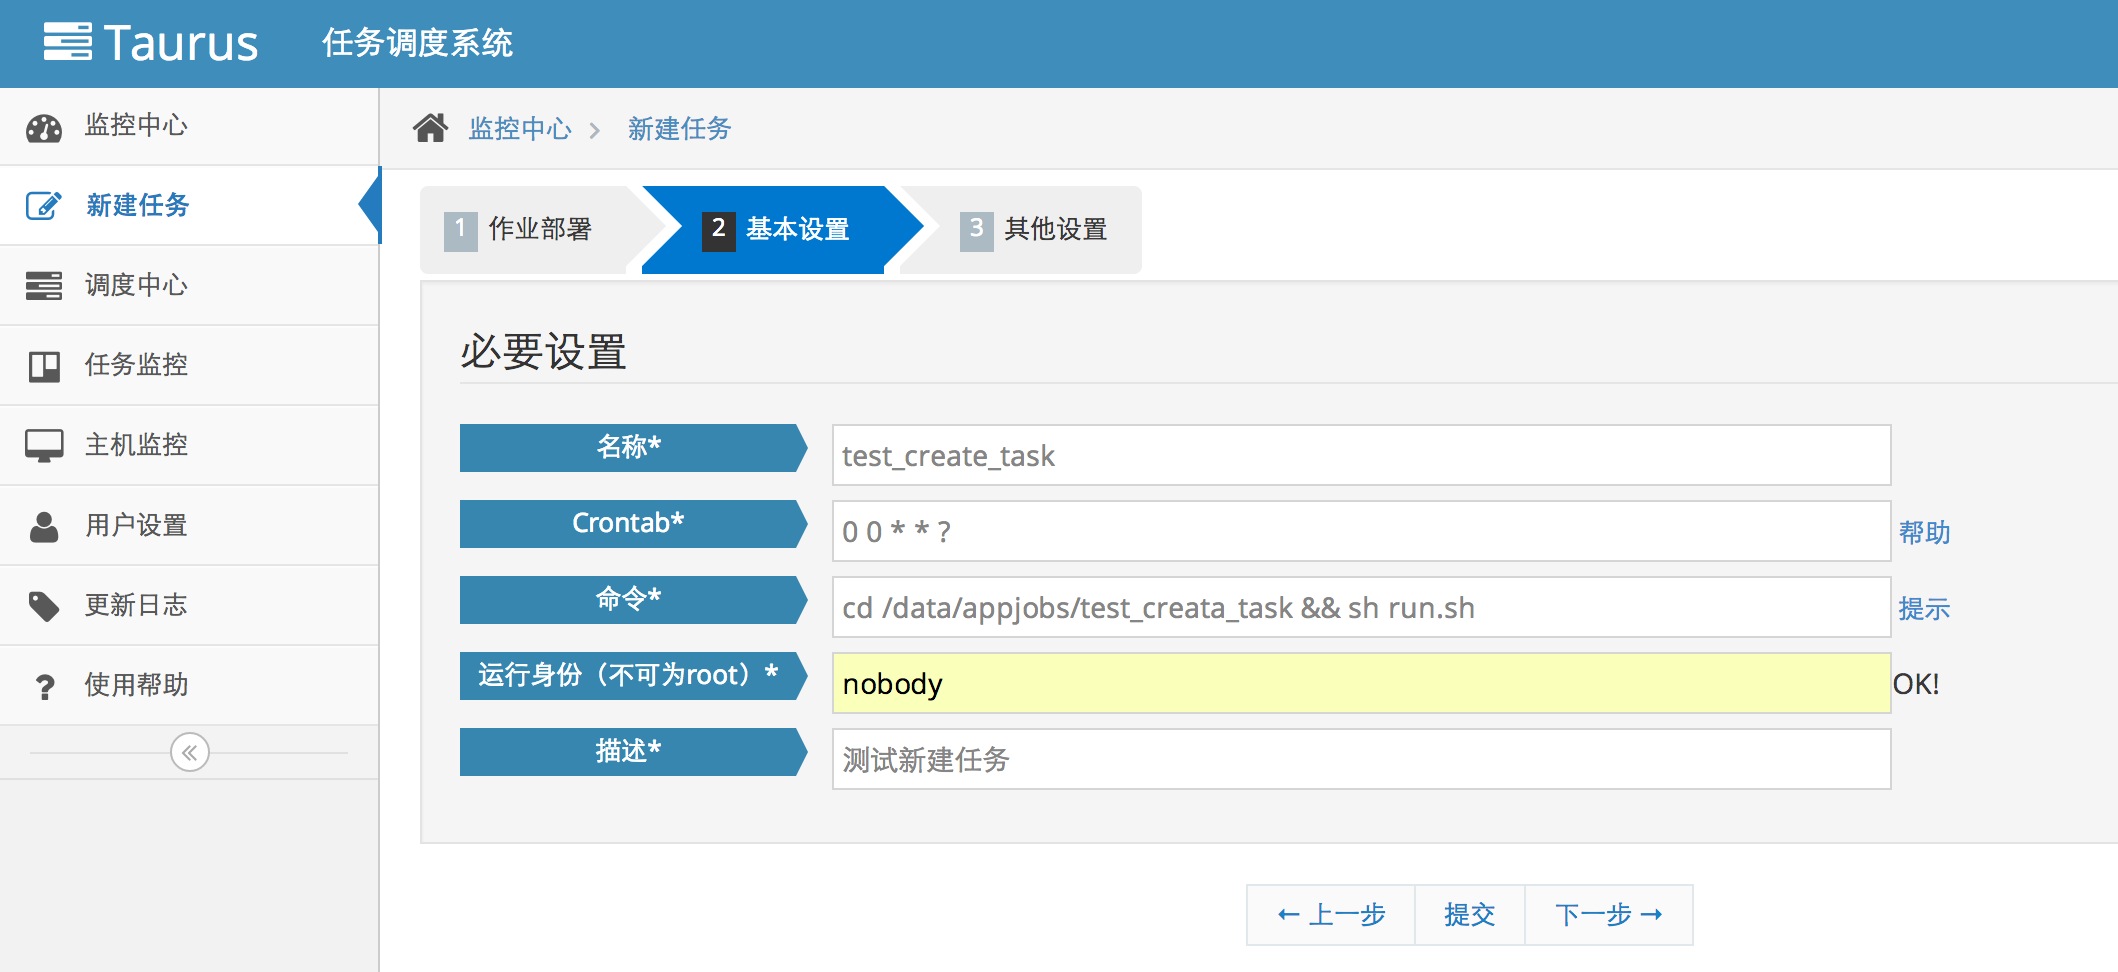 Taurus 任务调度系统
监控中心
新建任务
调度中心
任务监控
主机监控
用户设置
更新日志
使用帮助
监控中心 > 新建任务
1 作业部署 2 基本设置 3 其他设置
必要设置
名称* test_create_task
Crontab* 0 0 * * ? 帮助
命令* cd /data/appjobs/test_creata_task && sh run.sh 提示
运行身份（不可为root）* nobody OK!
描述* 测试新建任务
← 上一步 提交 下一步 →